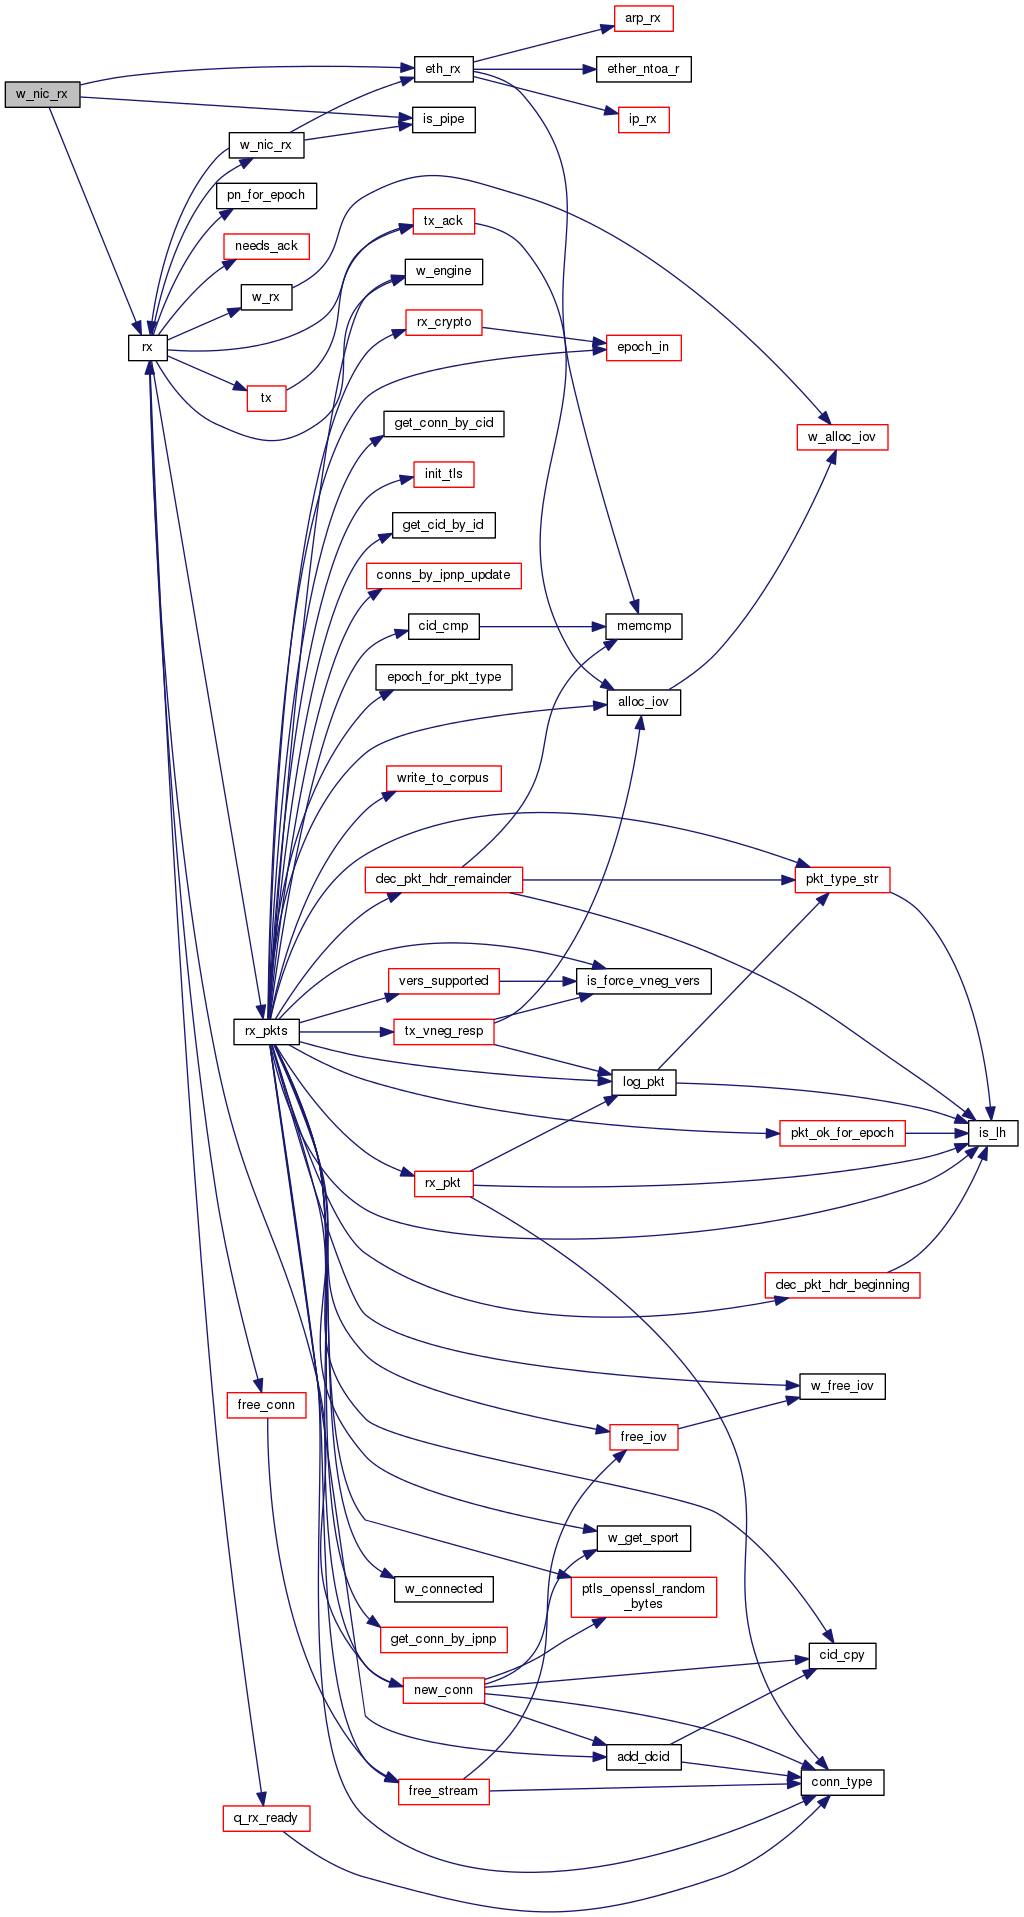 arp_rx
eth_rx
ether_ntoa_r
w_nic_rx
is_pipe
ip_rx
w_nic_rx
pn_for_epoch
tx_ack
needs_ack
w_engine
w_rx
rx_crypto
rx
epoch_in
tx
get_conn_by_cid
w_alloc_iov
init_tls
get_cid_by_id
conns_by_ipnp_update
cid_cmp
memcmp
epoch_for_pkt_type
alloc_iov
write_to_corpus
dec_pkt_hdr_remainder
pkt_type_str
vers_supported
is_force_vneg_vers
rx_pkts
tx_vneg_resp
log_pkt
pkt_ok_for_epoch
is_lh
rx_pkt
dec_pkt_hdr_beginning
w_free_iov
free_conn
free_iov
w_get_sport
w_connected
ptls_openssl_random
_bytes
get_conn_by_ipnp
cid_cpy
new_conn
add_dcid
free_stream
conn_type
q_rx_ready